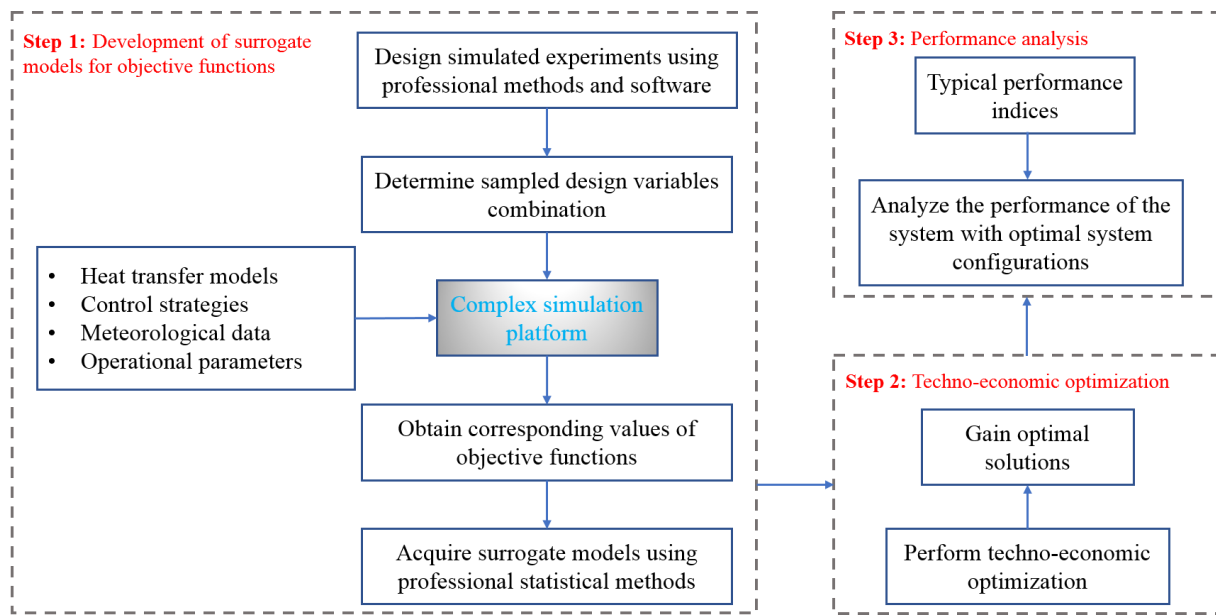 Step 1: Development of surrogate
models for objective functions
Design simulated experiments using
professional methods and software
Determine sampled design variables
combination
• Heat transfer models
• Control strategies
• Meteorological data
• Operational parameters
Complex simulation
platform
Obtain corresponding values of
objective functions
Acquire surrogate models using
professional statistical methods
Step 2: Techno-economic optimization
Gain optimal
solutions
Perform techno-economic
optimization
Step 3: Performance analysis
Typical performance
indices
Analyze the performance of the
system with optimal system
configurations